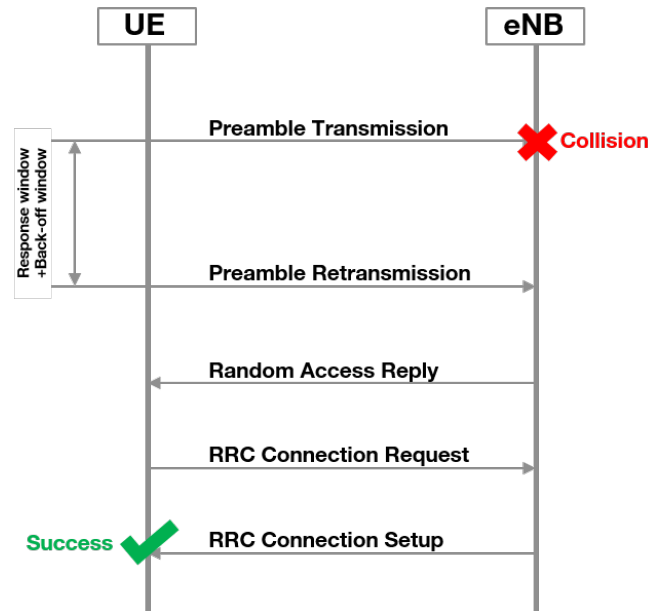 UE
eNB
Preamble Transmission
Collision
Response window
+Back-off window
Preamble Retransmission
Random Access Reply
RRC Connection Request
Success
RRC Connection Setup